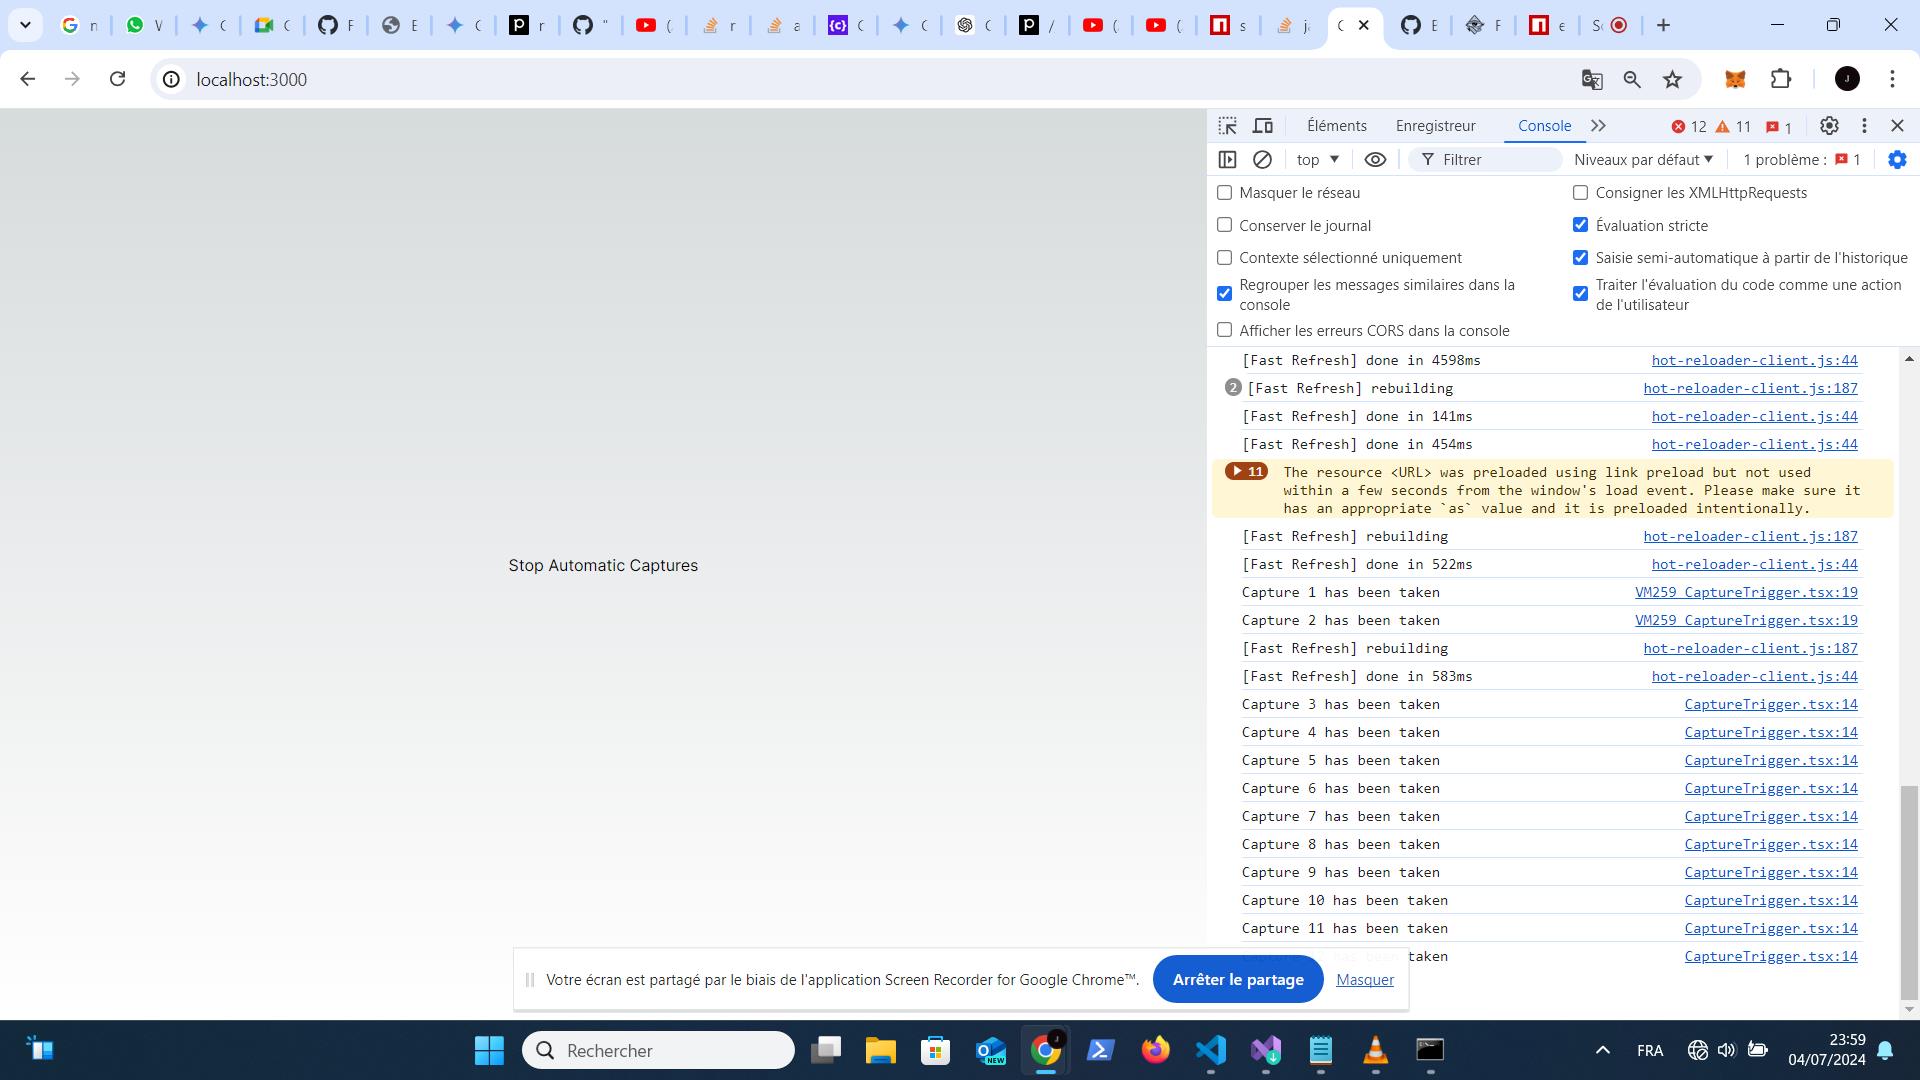 n
W
G
G
F
E
G
r
"
(
r
a
C
G
C
/
(
(
s
j
C
E
F
e
S
localhost:3000
J
Éléments
Enregistreur
Console
12
11
1
top
Filtrer
Niveaux par défaut
1 problème :
1
Masquer le réseau
Consigner les XMLHttpRequests
Conserver le journal
Évaluation stricte
Contexte sélectionné uniquement
Saisie semi-automatique à partir de l'historique
Regrouper les messages similaires dans la
console
Traiter l'évaluation du code comme une action
de l'utilisateur
Afficher les erreurs CORS dans la console
[Fast Refresh] done in 4598ms hot-reloader-client.js:44
2 [Fast Refresh] rebuilding hot-reloader-client.js:187
[Fast Refresh] done in 141ms hot-reloader-client.js:44
[Fast Refresh] done in 454ms hot-reloader-client.js:44
11 The resource <URL> was preloaded using link preload but not used
within a few seconds from the window's load event. Please make sure it
has an appropriate `as` value and it is preloaded intentionally.
[Fast Refresh] rebuilding hot-reloader-client.js:187
[Fast Refresh] done in 522ms hot-reloader-client.js:44
Capture 1 has been taken VM259 CaptureTrigger.tsx:19
Capture 2 has been taken VM259 CaptureTrigger.tsx:19
[Fast Refresh] rebuilding hot-reloader-client.js:187
[Fast Refresh] done in 583ms hot-reloader-client.js:44
Capture 3 has been taken CaptureTrigger.tsx:14
Capture 4 has been taken CaptureTrigger.tsx:14
Capture 5 has been taken CaptureTrigger.tsx:14
Capture 6 has been taken CaptureTrigger.tsx:14
Capture 7 has been taken CaptureTrigger.tsx:14
Capture 8 has been taken CaptureTrigger.tsx:14
Capture 9 has been taken CaptureTrigger.tsx:14
Capture 10 has been taken CaptureTrigger.tsx:14
Capture 11 has been taken CaptureTrigger.tsx:14
taken CaptureTrigger.tsx:14
Stop Automatic Captures
Votre écran est partagé par le biais de l'application Screen Recorder for Google Chrome™.
Arrêter le partage
Masquer
Rechercher
NEW
J
FRA
23:59
04/07/2024